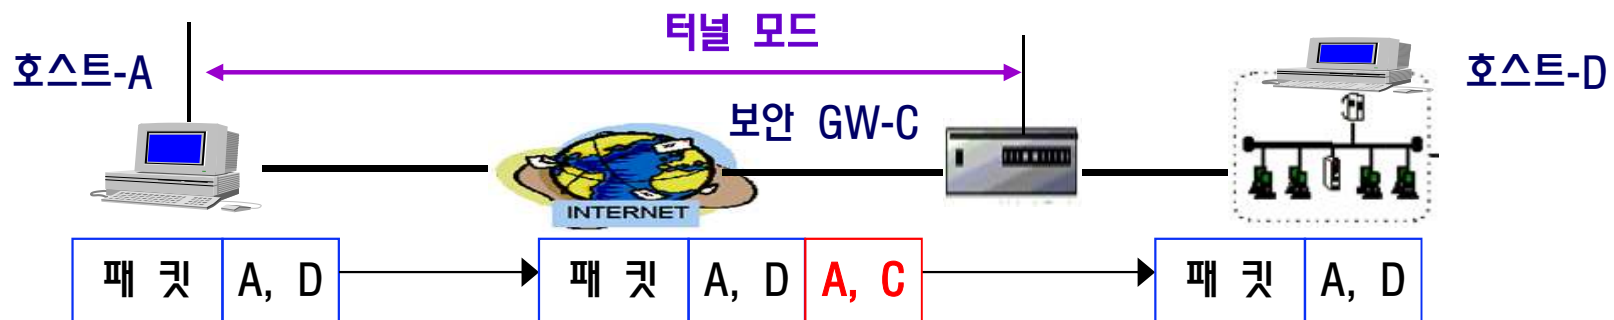 터널 모드
호스트-A
호스트-D
보안 GW-C
INTERNET
패 킷 A, D
패 킷 A, D A, C
패 킷 A, D